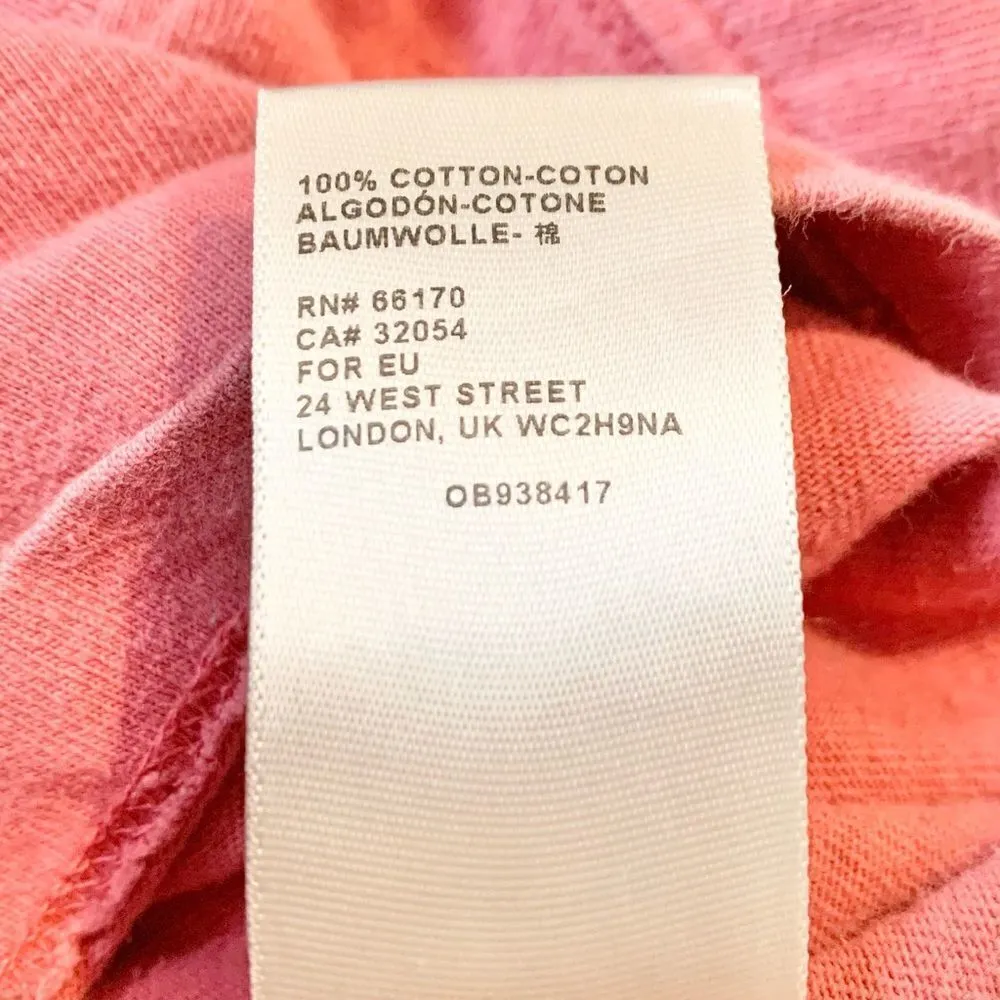 100% COTTON-COTON
ALGODÓN-COTONE
BAUMWOLLE- 棉
RN# 66170
CA# 32054
FOR EU
24 WEST STREET
LONDON, UK WC2H9NA
OB938417